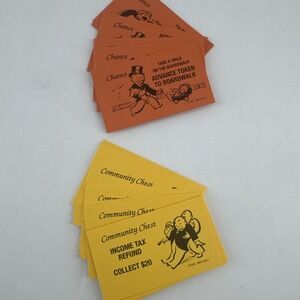 Chance
Chance
Chance
TAKE A WALK
ON THE BOARDWALK
ADVANCE TOKEN
TO BOARDWALK
Community Chest
Community Chest
Community Chest
Community Chest
INCOME TAX
REFUND
COLLECT $20